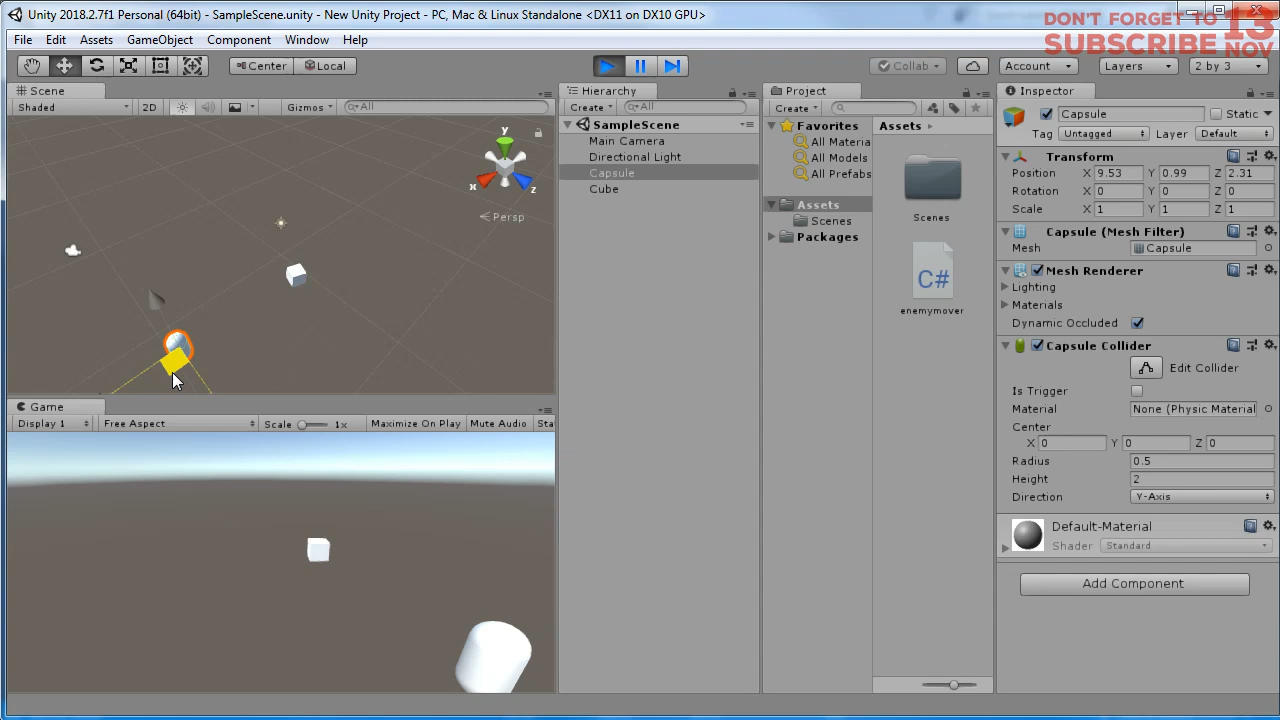 Unity 2018.2.7f1 Personal (64bit) - SampleScene.unity - New Unity Project - PC, Mac & Linux Standalone <DX11 on DX10 GPU>
DON'T FORGET TO SUBSCRIBE
13 NOV
File Edit Assets GameObject Component Window Help
Center Local Collab Account Layers 2 by 3
Scene
Shaded 2D Gizmos All
y
x
z
Persp
Game
Display 1 Free Aspect Scale 1x Maximize On Play Mute Audio Sta
Hierarchy
Create All
SampleScene
Main Camera
Directional Light
Capsule
Cube
Project
Create
Favorites
All Materia
All Models
All Prefabs
Assets
Scenes
Packages
Assets
Scenes
C#
enemymover
Inspector
Capsule Static
Tag Untagged Layer Default
Transform
Position X 9.53 Y 0.99 Z 2.31
Rotation X 0 Y 0 Z 0
Scale X 1 Y 1 Z 1
Capsule (Mesh Filter)
Mesh Capsule
Mesh Renderer
Lighting
Materials
Dynamic Occluded
Capsule Collider
Edit Collider
Is Trigger
Material None (Physic Material
Center
X 0 Y 0 Z 0
Radius 0.5
Height 2
Direction Y-Axis
Default-Material
Shader Standard
Add Component